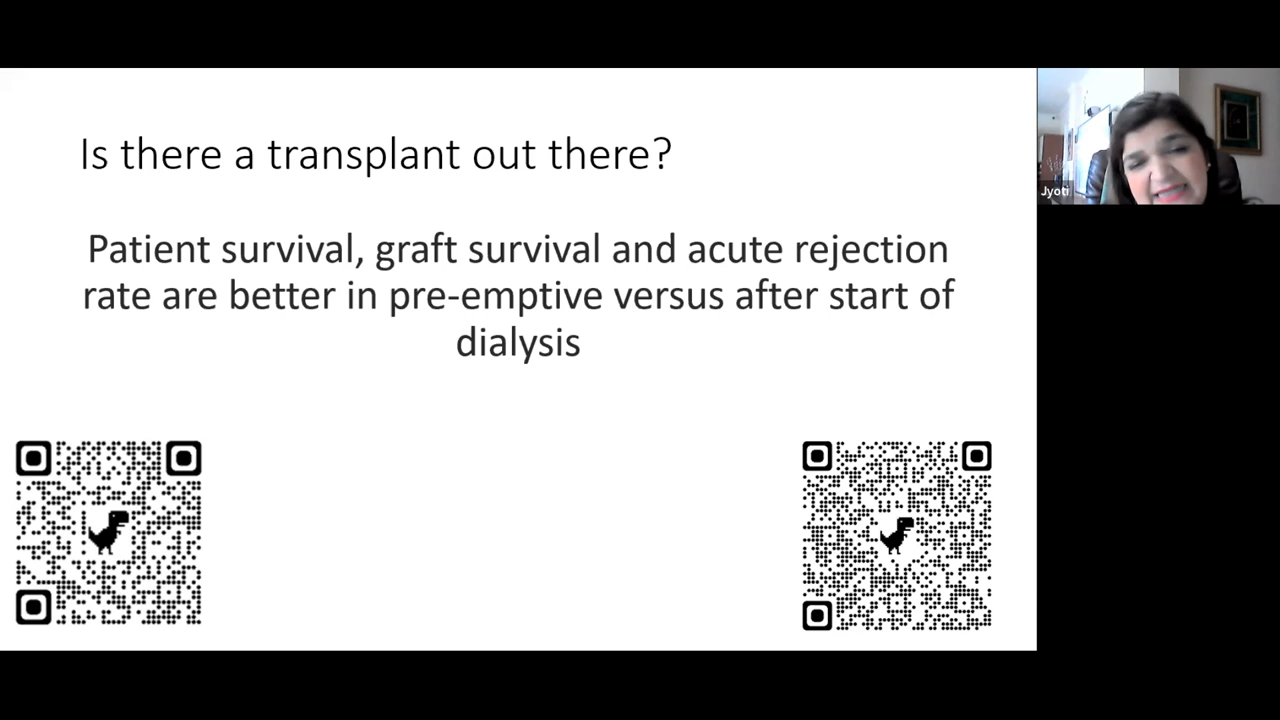 Is there a transplant out there?
Patient survival, graft survival and acute rejection
rate are better in pre-emptive versus after start of
dialysis
Jyoti